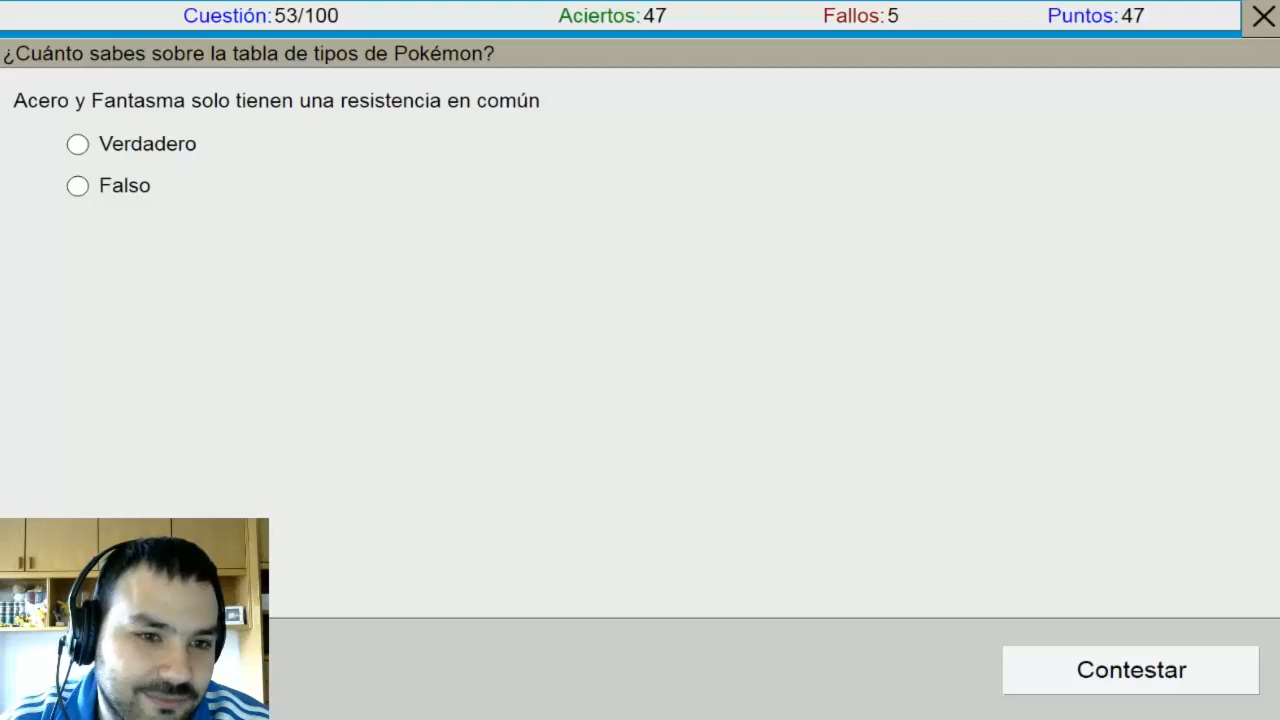 Cuestión: 53/100 Aciertos: 47 Fallos: 5 Puntos: 47
¿Cuánto sabes sobre la tabla de tipos de Pokémon?
Acero y Fantasma solo tienen una resistencia en común
Verdadero
Falso
Contestar